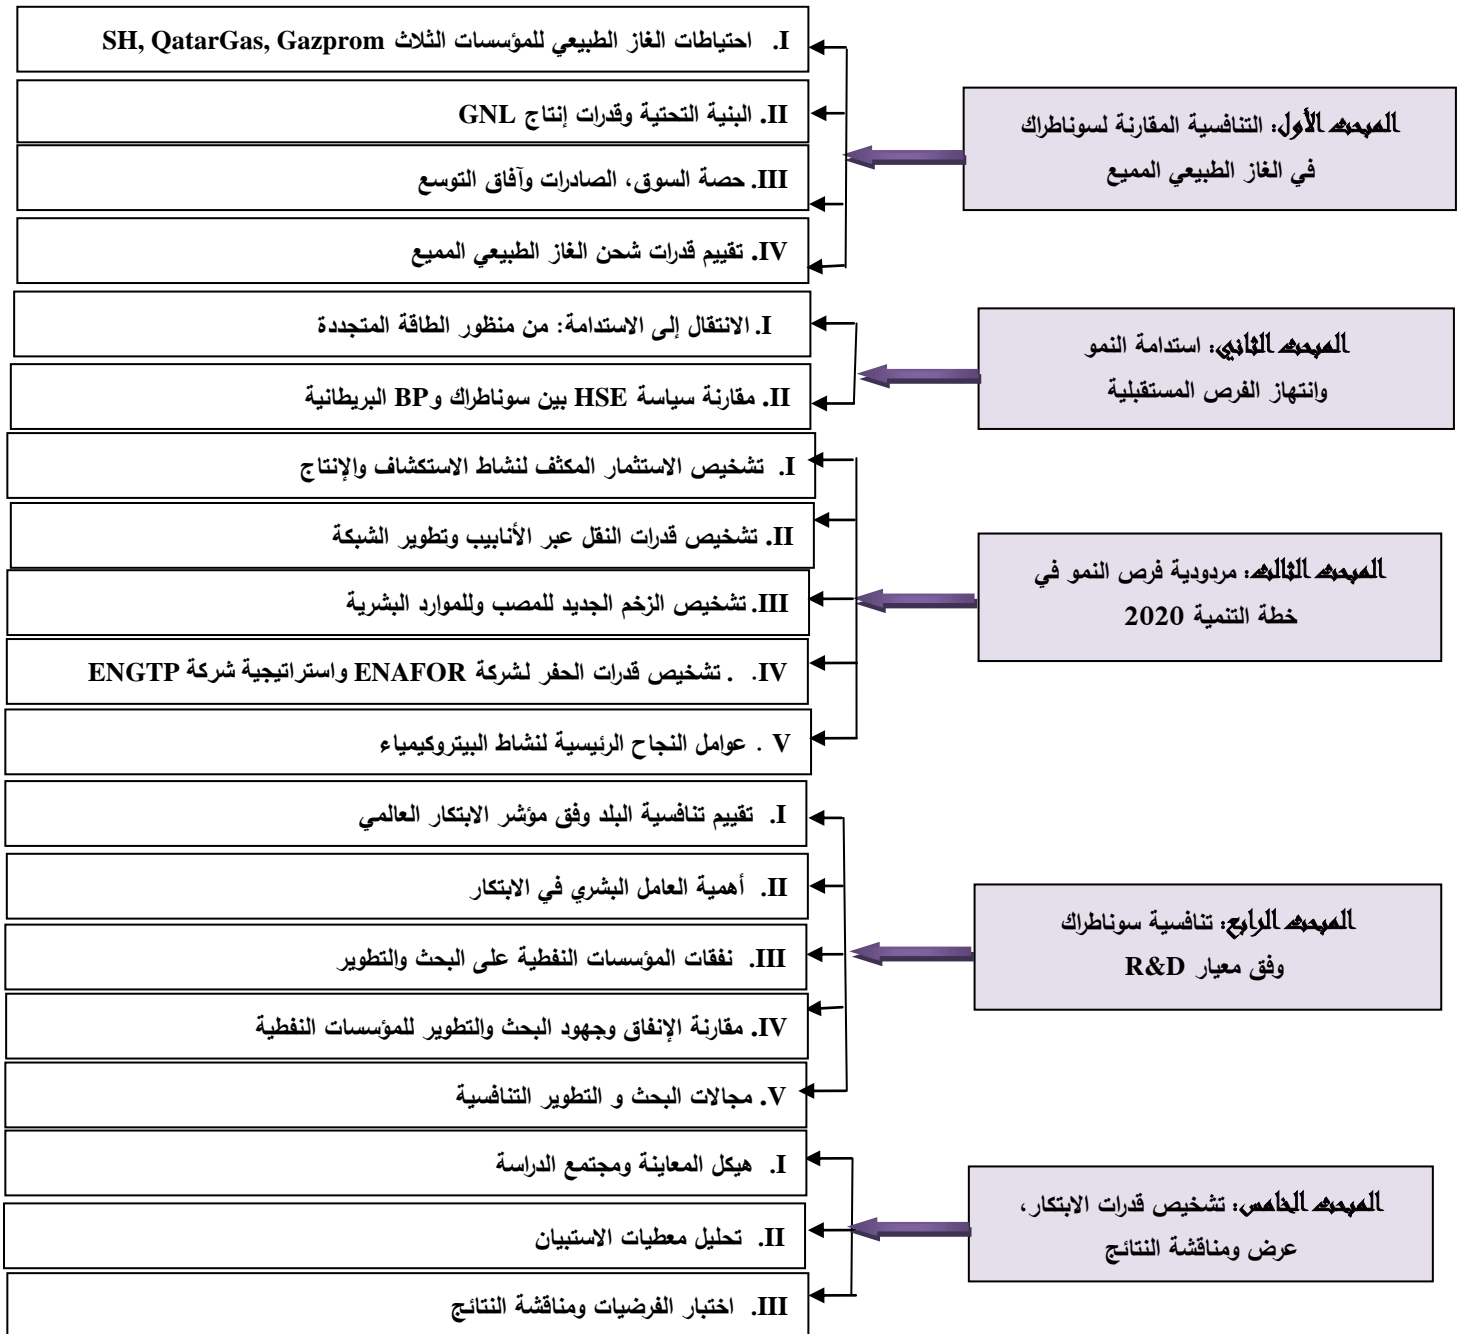 المبحث الأول: التنافسية المقارنة لسوناطراك
في الغاز الطبيعي المميع
I. احتياطات الغاز الطبيعي للمؤسسات الثلاث SH, QatarGas, Gazprom
II. البنية التحتية وقدرات إنتاج GNL
III. حصة السوق، الصادرات وآفاق التوسع
IV. تقييم قدرات شحن الغاز الطبيعي المميع
المبحث الثاني: استدامة النمو
وانتهاز الفرص المستقبلية
I. الانتقال إلى الاستدامة: من منظور الطاقة المتجددة
II. مقارنة سياسة HSE بين سوناطراك وBP البريطانية
المبحث الثالث: مردودية فرص النمو في
خطة التنمية 2020
I. تشخيص الاستثمار المكثف لنشاط الاستكشاف والإنتاج
II. تشخيص قدرات النقل عبر الأنابيب وتطوير الشبكة
III. تشخيص الزخم الجديد للمصب وللموارد البشرية
IV. . تشخيص قدرات الحفر لشركة ENAFOR واستراتيجية شركة ENGTP
V . عوامل النجاح الرئيسية لنشاط البيتروكيمياء
المبحث الرابع: تنافسية سوناطراك
وفق معيار R&D
I. تقييم تنافسية البلد وفق مؤشر الابتكار العالمي
II. أهمية العامل البشري في الابتكار
III. نفقات المؤسسات النفطية على البحث والتطوير
IV. مقارنة الإنفاق وجهود البحث والتطوير للمؤسسات النفطية
V. مجالات البحث و التطوير التنافسية
المبحث الخامس: تشخيص قدرات الابتكار،
عرض ومناقشة النتائج
I. هيكل المعاينة ومجتمع الدراسة
II. تحليل معطيات الاستبيان
III. اختبار الفرضيات ومناقشة النتائج